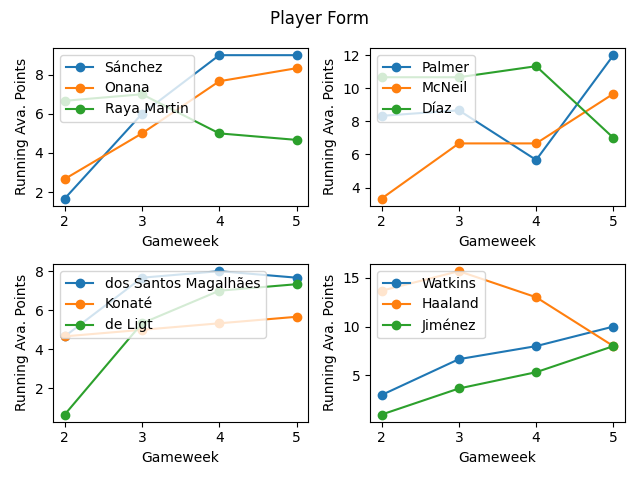 Player Form
Running Ava. Points
8
6
4
2
Sánchez
Onana
Raya Martin
2 3 4 5
Gameweek
Running Ava. Points
12
10
8
6
4
Palmer
McNeil
Díaz
2 3 4 5
Gameweek
Running Ava. Points
8
6
4
2
dos Santos Magalhães
Konaté
de Ligt
2 3 4 5
Gameweek
Running Ava. Points
15
10
5
Watkins
Haaland
Jiménez
2 3 4 5
Gameweek